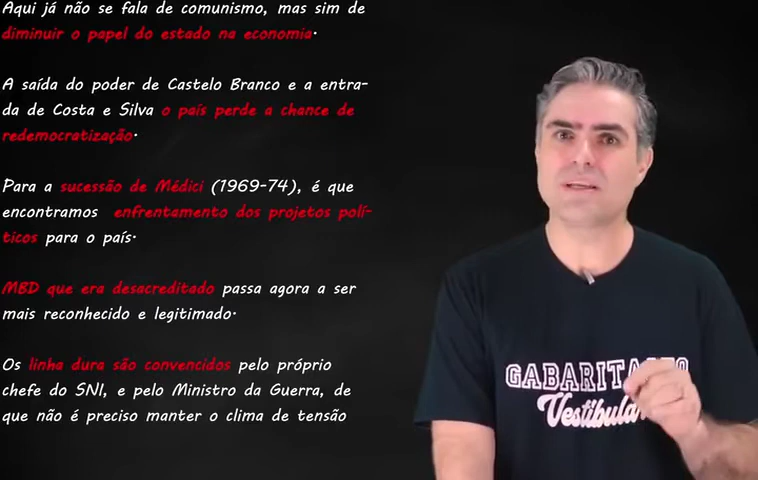 Aqui já não se fala de comunismo, mas sim de
diminuir o papel do estado na economia.
A saída do poder de Castelo Branco e a entra-
da de Costa e Silva o país perde a chance de
redemocratização.
Para a sucessão de Médici (1969-74), é que
encontramos enfrentamento dos projetos polí-
ticos para o país.
MBD que era desacreditado passa agora a ser
mais reconhecido e legitimado.
Os linha dura são convencidos pelo próprio
chefe do SNI, e pelo Ministro da Guerra, de
que não é preciso manter o clima de tensão
Vestibular